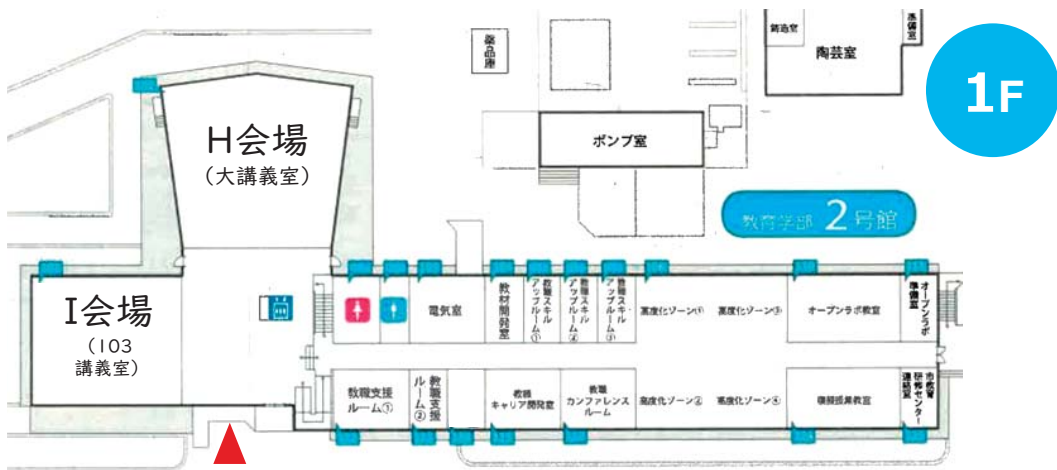 薬品庫
鋳造室
準備室
陶芸室
1F
H会場
(大講義室)
ポンプ室
教育学部 2号館
I会場
(103
講義室)
電気室
教材開発室
教職スキル
アップルーム①
教職スキル
アップルーム②
教職スキル
アップルーム③
高度化ゾーン①
高度化ゾーン③
オープンラボ教室
オープンラボ
準備室
教職支援
ルーム①
教職支援
ルーム②
教職
キャリア開発室
教職
カンファレンス
ルーム
高度化ゾーン②
高度化ゾーン④
模擬授業教室
市教育
研修センター
連絡室